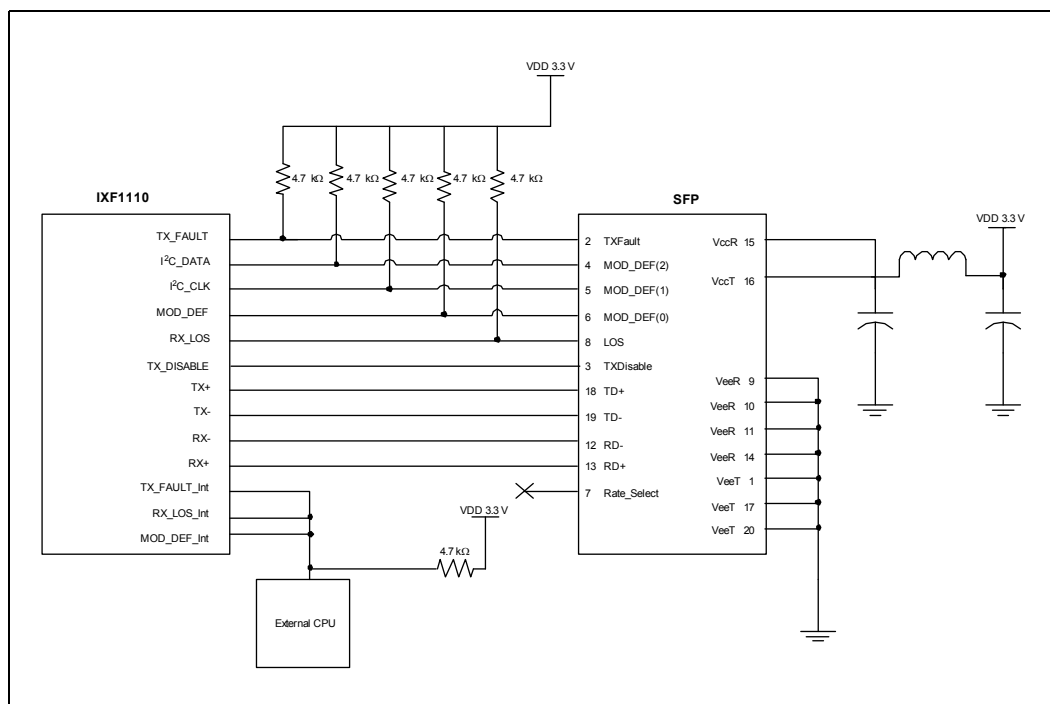 VDD 3.3 V
4.7 kΩ 4.7 kΩ 4.7 kΩ 4.7 kΩ 4.7 kΩ
IXF1110
TX_FAULT
I²C_DATA
I²C_CLK
MOD_DEF
RX_LOS
TX_DISABLE
TX+
TX-
RX-
RX+
TX_FAULT_Int
RX_LOS_Int
MOD_DEF_Int
External CPU
4.7 kΩ
VDD 3.3 V
SFP
2 TXFault
4 MOD_DEF(2)
5 MOD_DEF(1)
6 MOD_DEF(0)
8 LOS
3 TXDisable
18 TD+
19 TD-
12 RD-
13 RD+
7 Rate_Select
VccR 15
VccT 16
VeeR 9
VeeR 10
VeeR 11
VeeR 14
VeeT 1
VeeT 17
VeeT 20
VDD 3.3 V